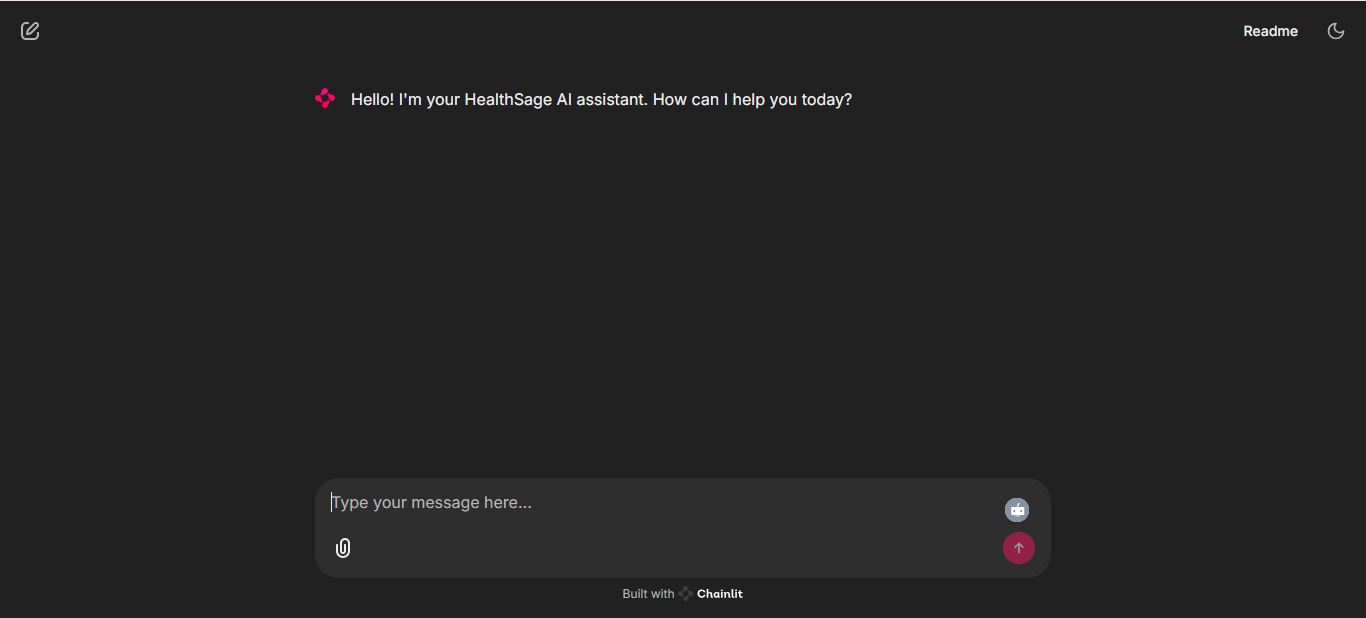 Readme
Hello! I'm your HealthSage AI assistant. How can I help you today?
Type your message here...
Built with Chainlit